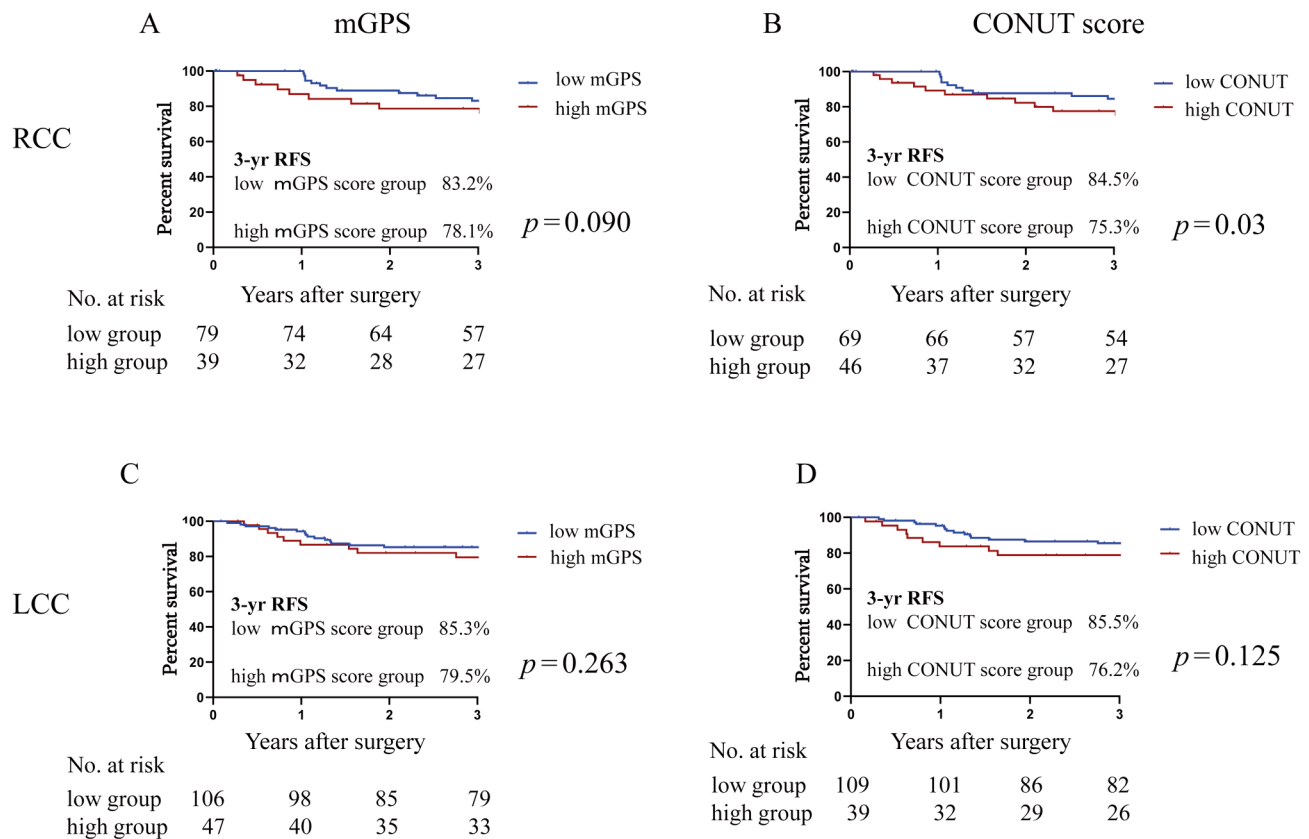 A
mGPS
B
CONUT score
RCC
Percent survival
100
80
60
40
20
0
low mGPS
high mGPS
3-yr RFS
low mGPS score group 83.2%
high mGPS score group 78.1%
p=0.090
0 1 2 3
Years after surgery
No. at risk
low group 79 74 64 57
high group 39 32 28 27
Percent survival
100
80
60
40
20
0
low CONUT
high CONUT
3-yr RFS
low CONUT score group 84.5%
high CONUT score group 75.3%
p=0.03
0 1 2 3
Years after surgery
No. at risk
low group 69 66 57 54
high group 46 37 32 27
C
D
LCC
Percent survival
100
80
60
40
20
0
low mGPS
high mGPS
3-yr RFS
low mGPS score group 85.3%
high mGPS score group 79.5%
p=0.263
0 1 2 3
Years after surgery
No. at risk
low group 106 98 85 79
high group 47 40 35 33
Percent survival
100
80
60
40
20
0
low CONUT
high CONUT
3-yr RFS
low CONUT score group 85.5%
high CONUT score group 76.2%
p=0.125
0 1 2 3
Years after surgery
No. at risk
low group 109 101 86 82
high group 39 32 29 26